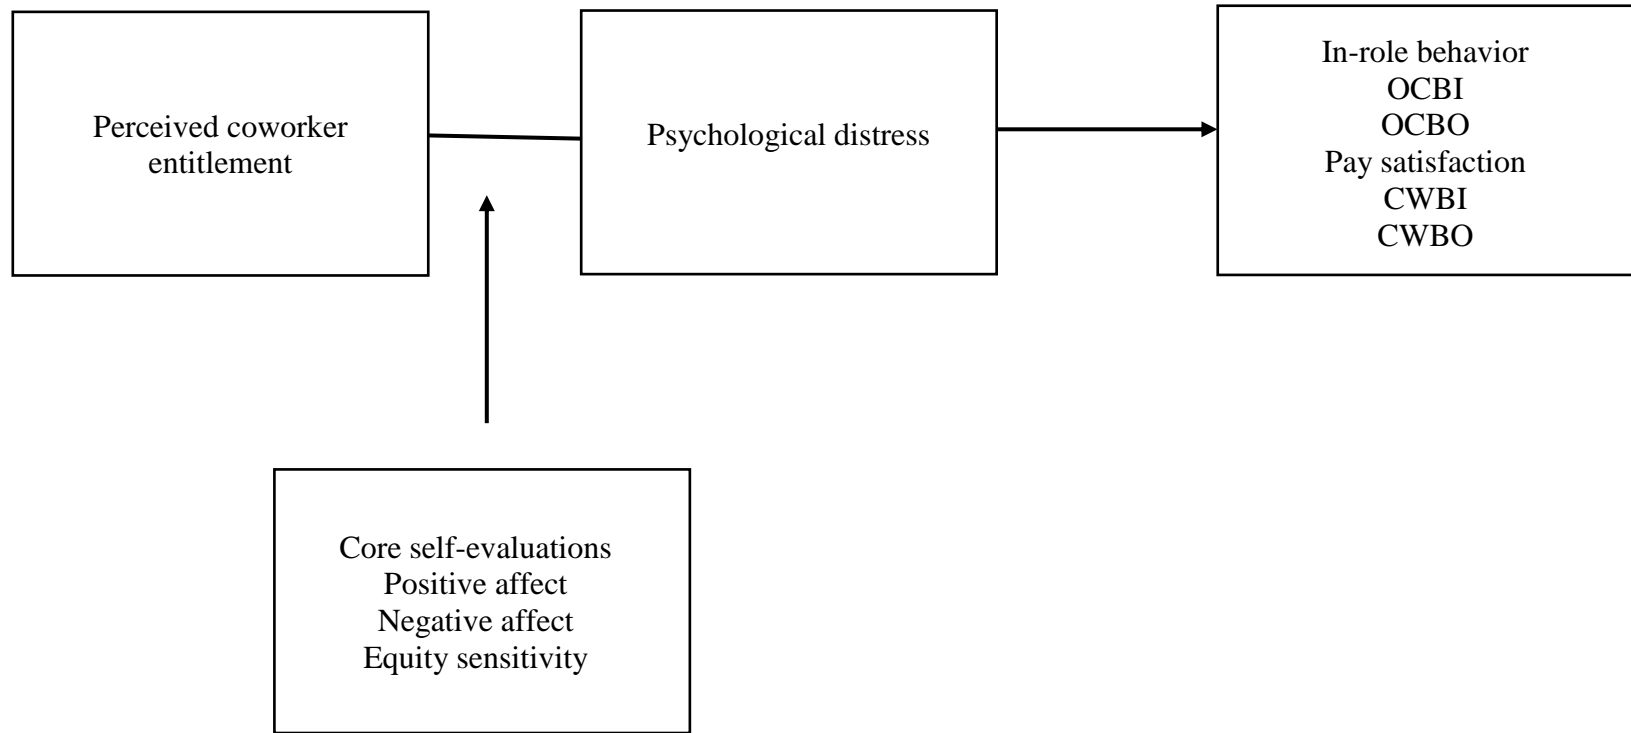 Perceived coworker
entitlement
Psychological distress
In-role behavior
OCBI
OCBO
Pay satisfaction
CWBI
CWBO
Core self-evaluations
Positive affect
Negative affect
Equity sensitivity